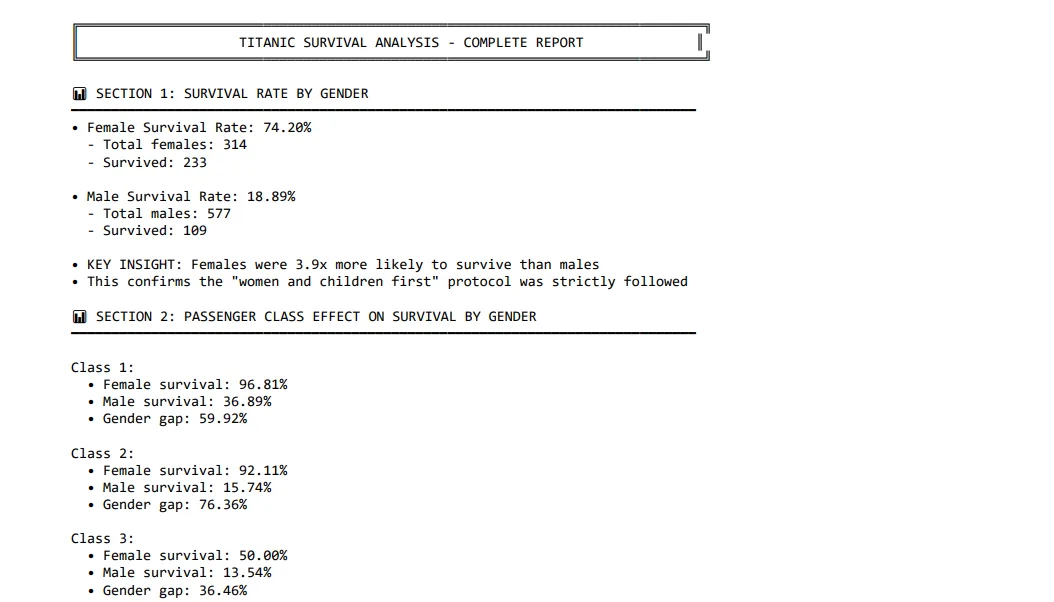 TITANIC SURVIVAL ANALYSIS - COMPLETE REPORT
📊 SECTION 1: SURVIVAL RATE BY GENDER
• Female Survival Rate: 74.20%
- Total females: 314
- Survived: 233
• Male Survival Rate: 18.89%
- Total males: 577
- Survived: 109
• KEY INSIGHT: Females were 3.9x more likely to survive than males
• This confirms the "women and children first" protocol was strictly followed
📊 SECTION 2: PASSENGER CLASS EFFECT ON SURVIVAL BY GENDER
Class 1:
• Female survival: 96.81%
• Male survival: 36.89%
• Gender gap: 59.92%
Class 2:
• Female survival: 92.11%
• Male survival: 15.74%
• Gender gap: 76.36%
Class 3:
• Female survival: 50.00%
• Male survival: 13.54%
• Gender gap: 36.46%